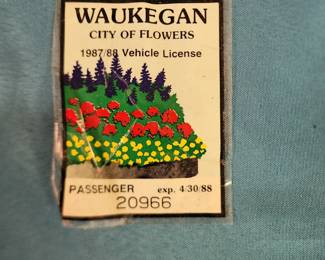 WAUKEGAN
CITY OF FLOWERS
1987/88 Vehicle License
PASSENGER exp. 4/30/88
20966